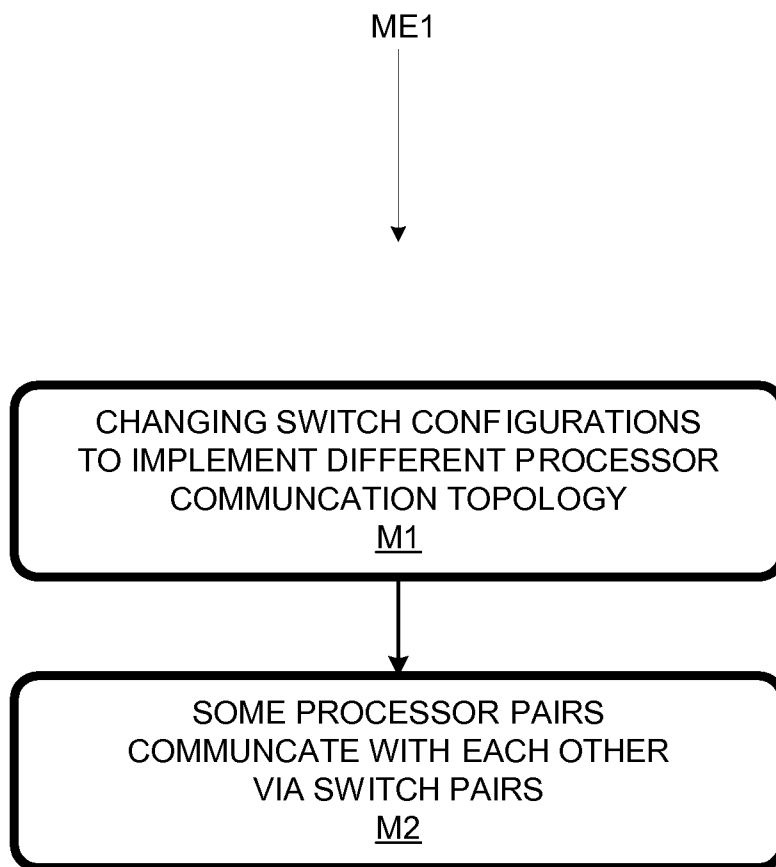 ME1
CHANGING SWITCH CONFIGURATIONS
TO IMPLEMENT DIFFERENT PROCESSOR
COMMUNCATION TOPOLOGY
M1
SOME PROCESSOR PAIRS
COMMUNCATE WITH EACH OTHER
VIA SWITCH PAIRS
M2